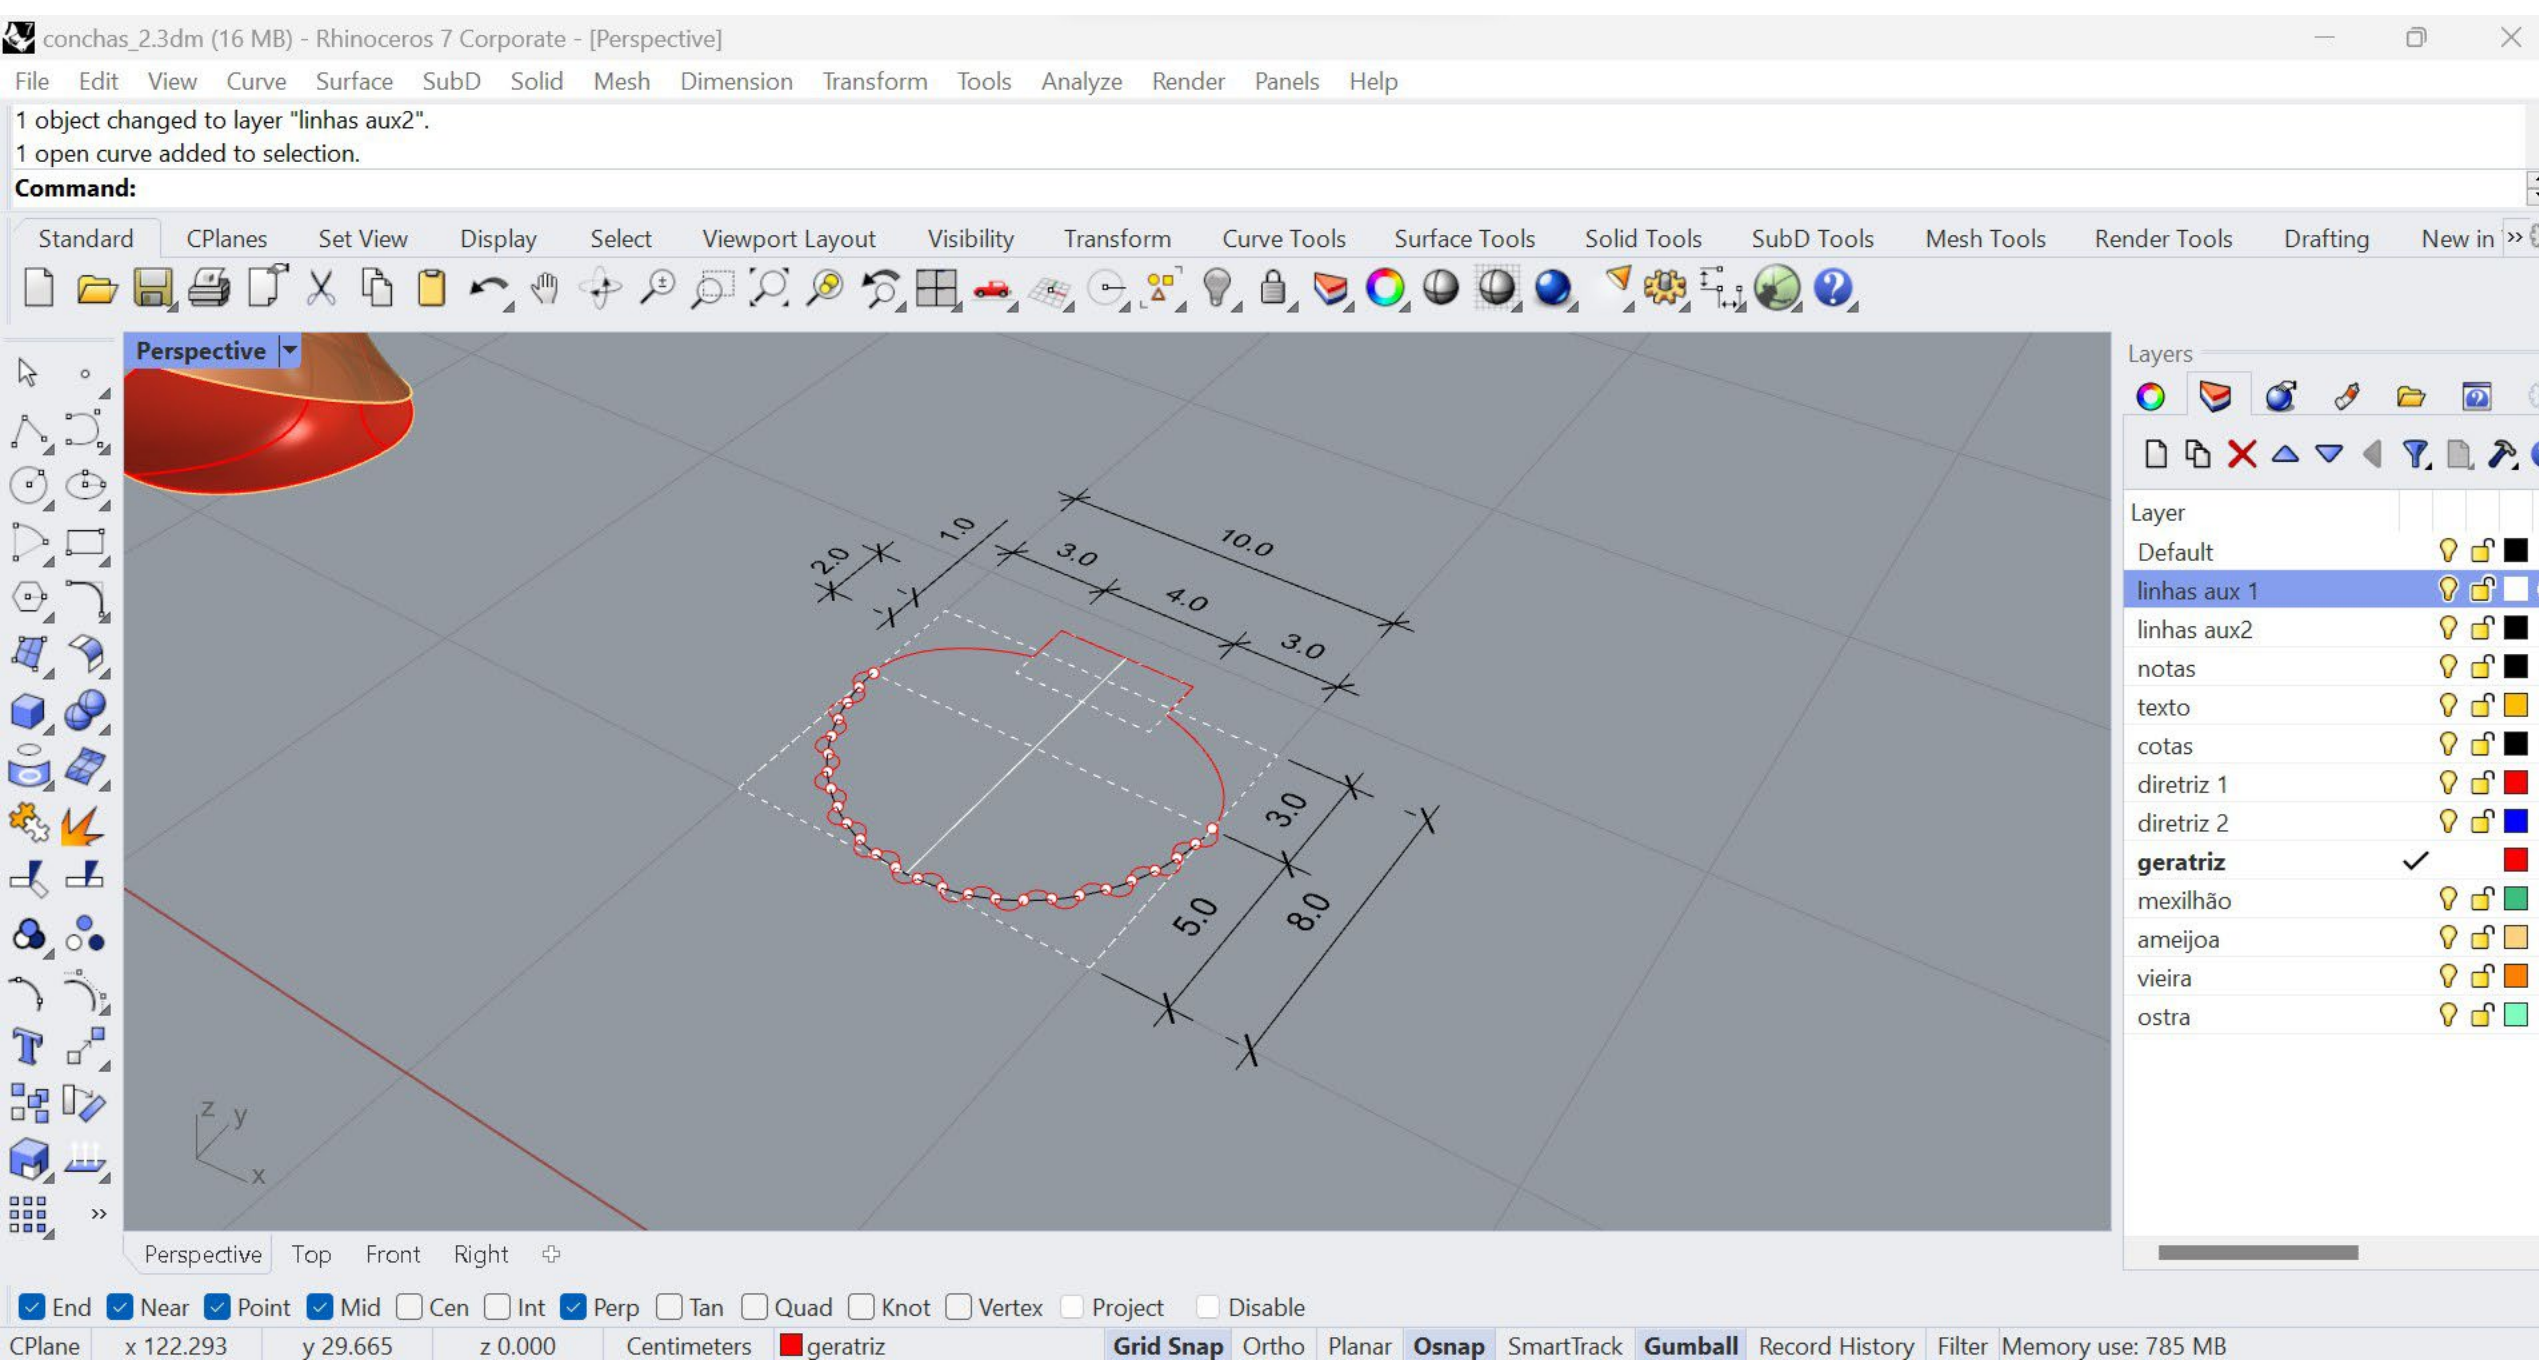 conchas_2.3dm (16 MB) - Rhinoceros 7 Corporate - [Perspective]
File Edit View Curve Surface SubD Solid Mesh Dimension Transform Tools Analyze Render Panels Help
1 object changed to layer "linhas aux2".
1 open curve added to selection.
Command:
Standard CPlanes Set View Display Select Viewport Layout Visibility Transform Curve Tools Surface Tools Solid Tools SubD Tools Mesh Tools Render Tools Drafting New in
Perspective
10.0
1.0
2.0
3.0
4.0
3.0
3.0
5.0
8.0
z y
x
Layers
Layer
Default
linhas aux 1
linhas aux2
notas
texto
cotas
diretriz 1
diretriz 2
geratriz
mexilhão
ameijoa
vieira
ostra
Perspective Top Front Right
End Near Point Mid Cen Int Perp Tan Quad Knot Vertex Project Disable
CPlane x 122.293 y 29.665 z 0.000 Centimeters geratriz Grid Snap Ortho Planar Osnap SmartTrack Gumball Record History Filter Memory use: 785 MB